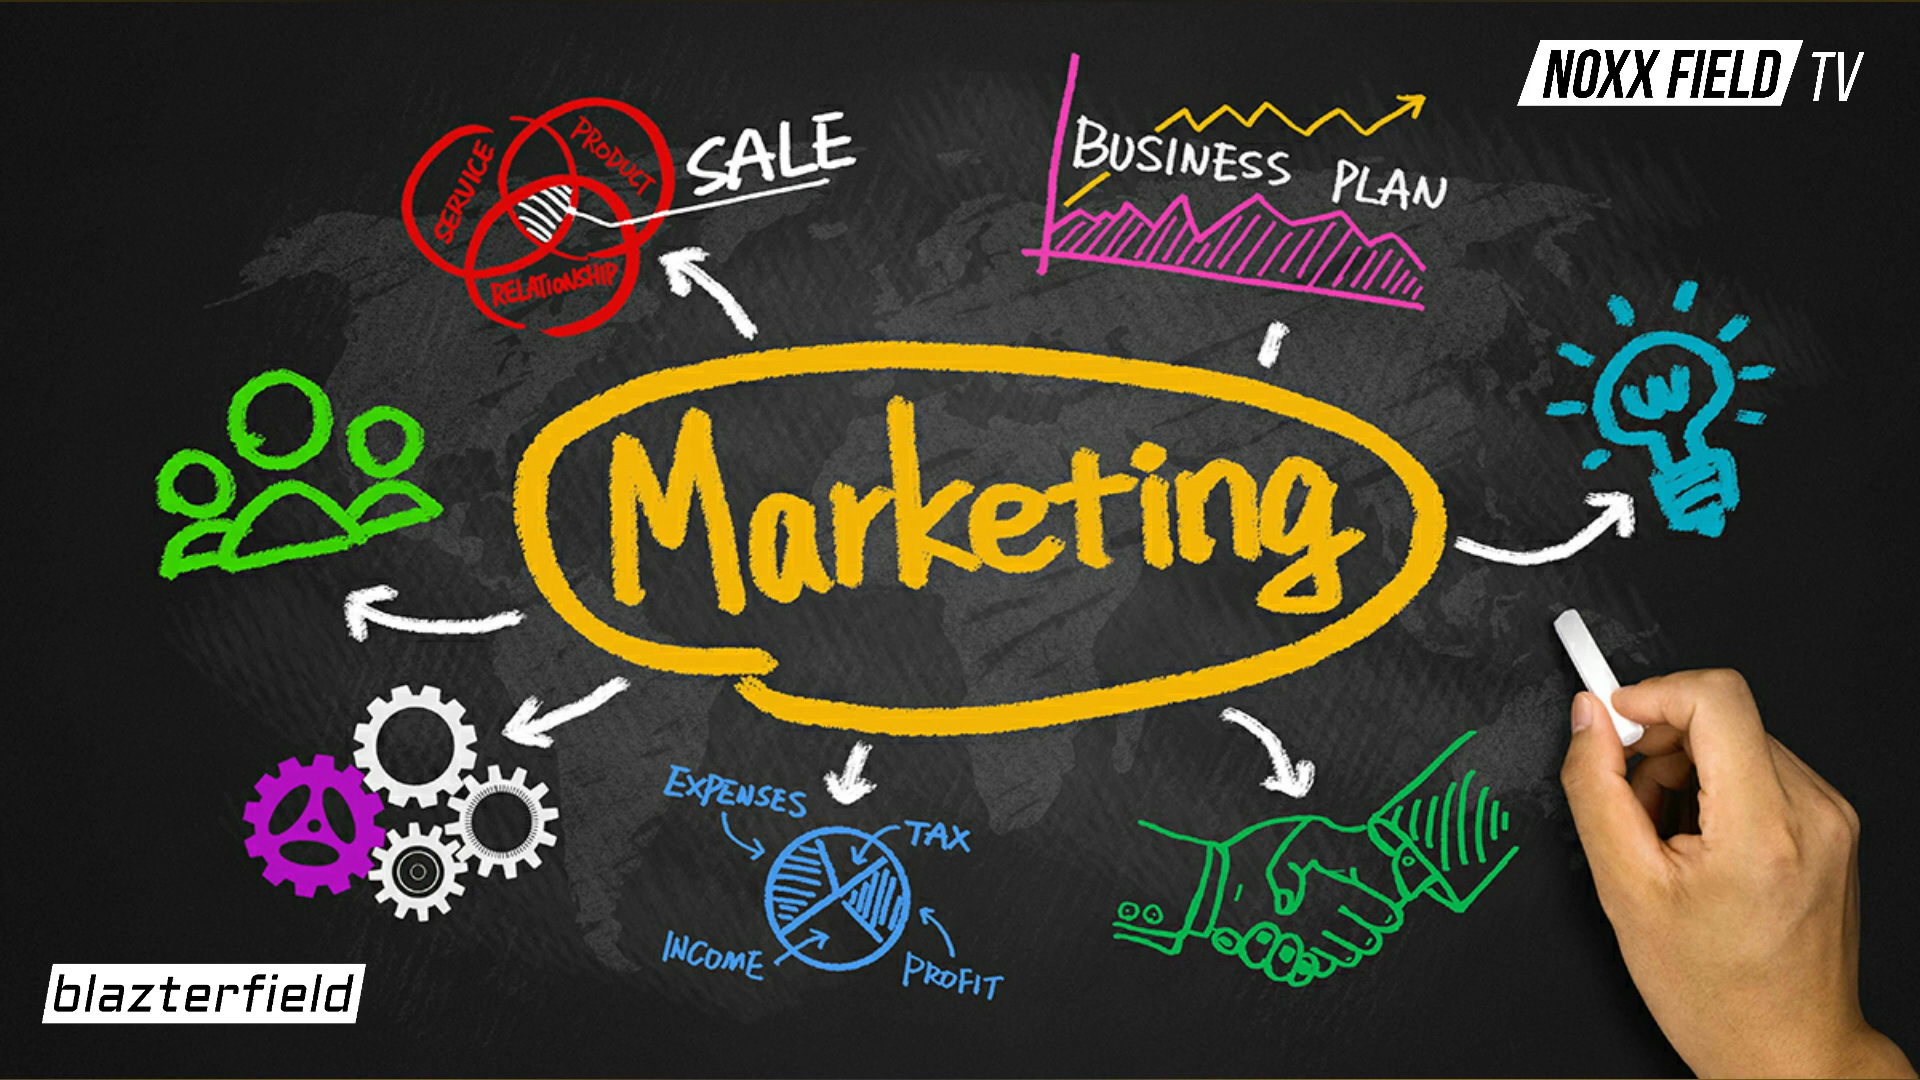 NOXX FIELD TV
SERVICE
PRODUCT
RELATIONSHIP
SALE
BUSINESS PLAN
Marketing
EXPENSES
TAX
INCOME
PROFIT
blazterfield